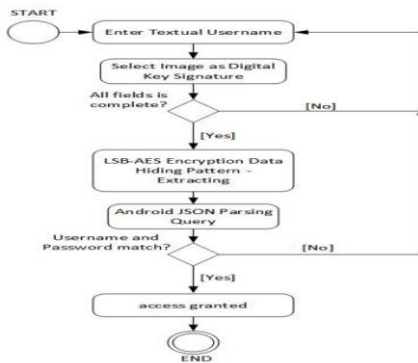 START
Enter Textual Username
Select Image as Digital
Key Signature
All fields is
complete?
[No]
[Yes]
LSB-AES Encryption Data
Hiding Pattern -
Extracting
Android JSON Parsing
Query
Username and
Password match?
[No]
[Yes]
access granted
END